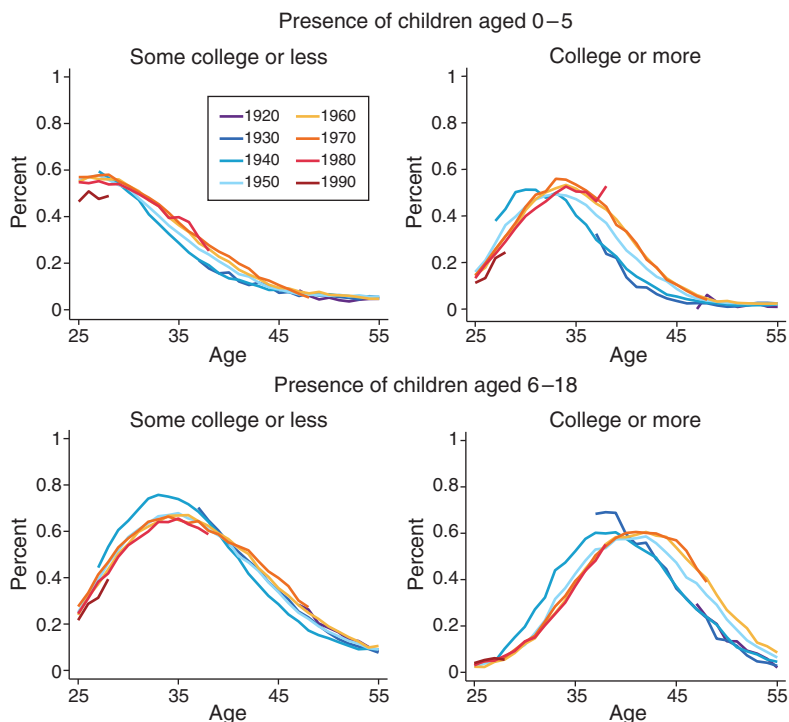 Presence of children aged 0–5
Some college or less
College or more
1
0.8
0.6
0.4
0.2
0
Percent
1920 1960
1930 1970
1940 1980
1950 1990
25 35 45 55
Age
1
0.8
0.6
0.4
0.2
0
Percent
25 35 45 55
Age
Presence of children aged 6–18
Some college or less
College or more
1
0.8
0.6
0.4
0.2
0
Percent
25 35 45 55
Age
1
0.8
0.6
0.4
0.2
0
Percent
25 35 45 55
Age